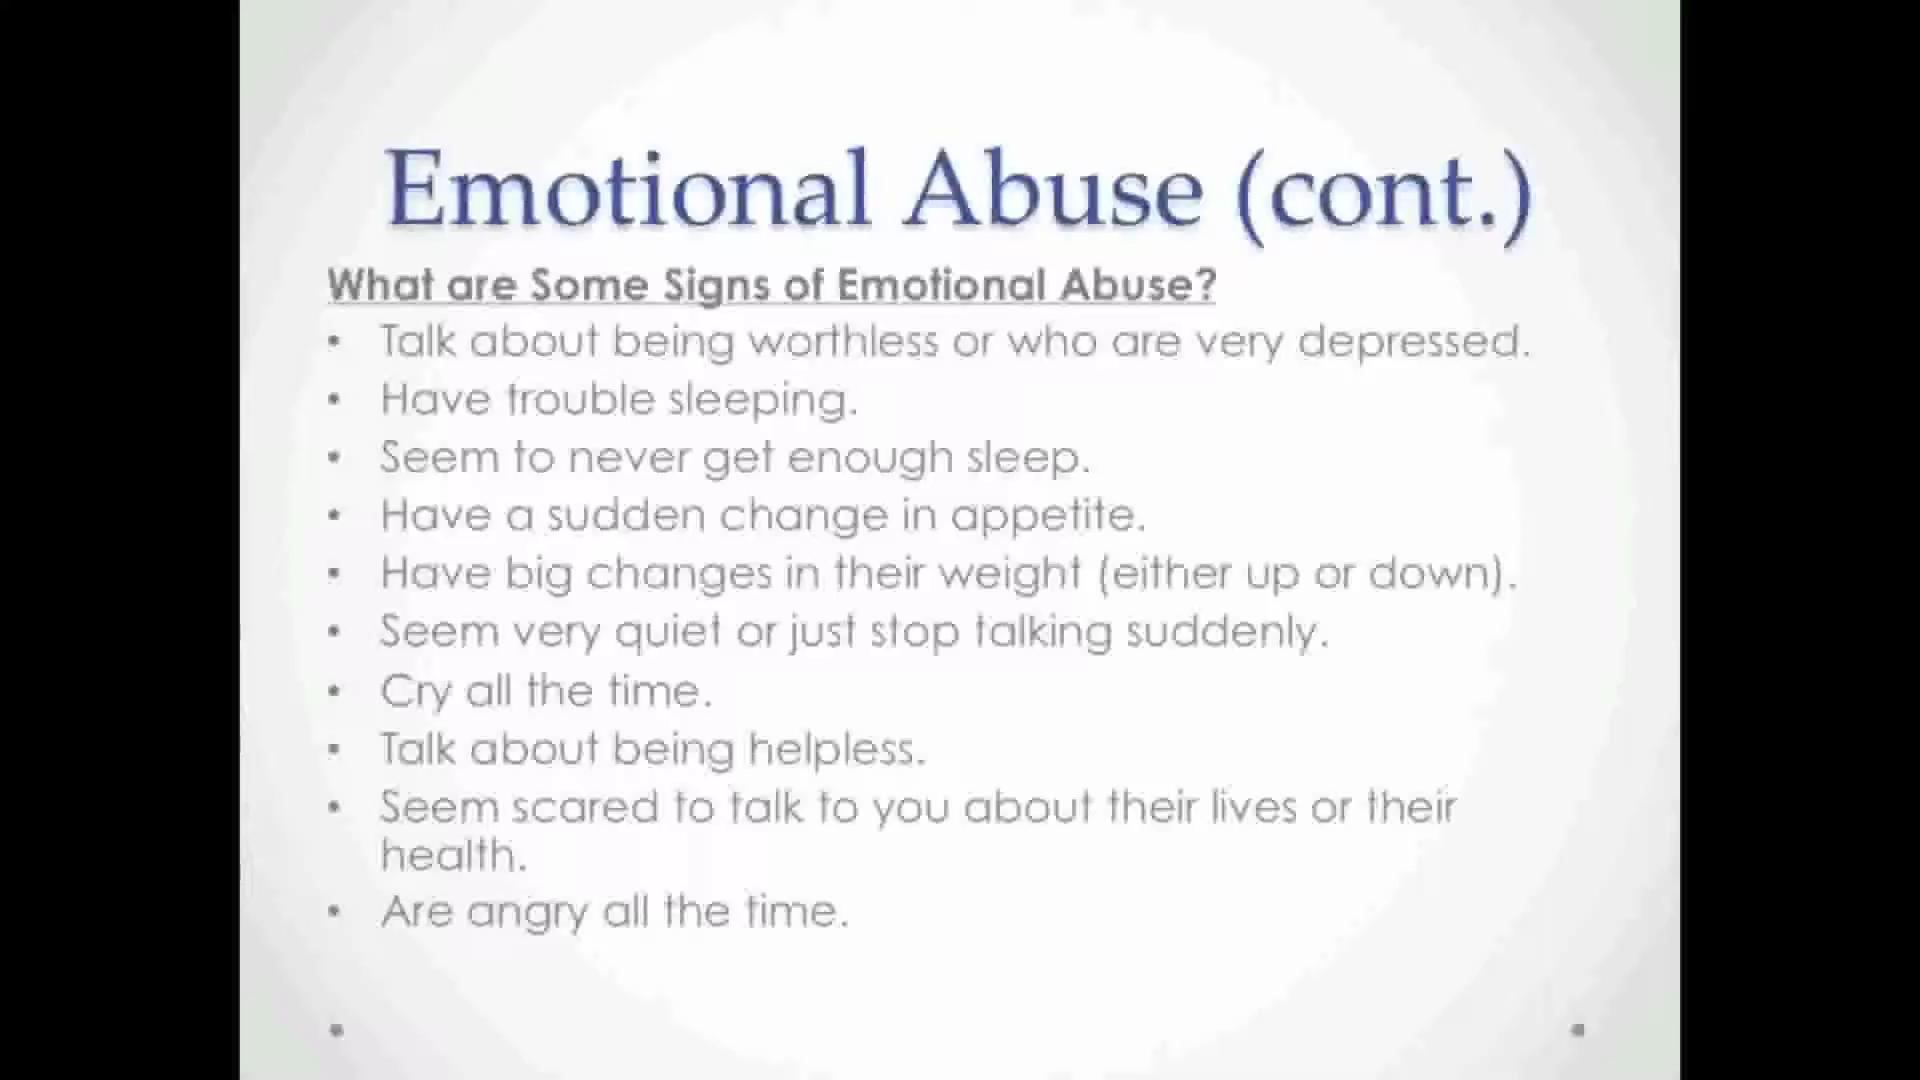 Emotional Abuse (cont.)
What are Some Signs of Emotional Abuse?
• Talk about being worthless or who are very depressed.
• Have trouble sleeping.
• Seem to never get enough sleep.
• Have a sudden change in appetite.
• Have big changes in their weight (either up or down).
• Seem very quiet or just stop talking suddenly.
• Cry all the time.
• Talk about being helpless.
• Seem scared to talk to you about their lives or their
health.
• Are angry all the time.